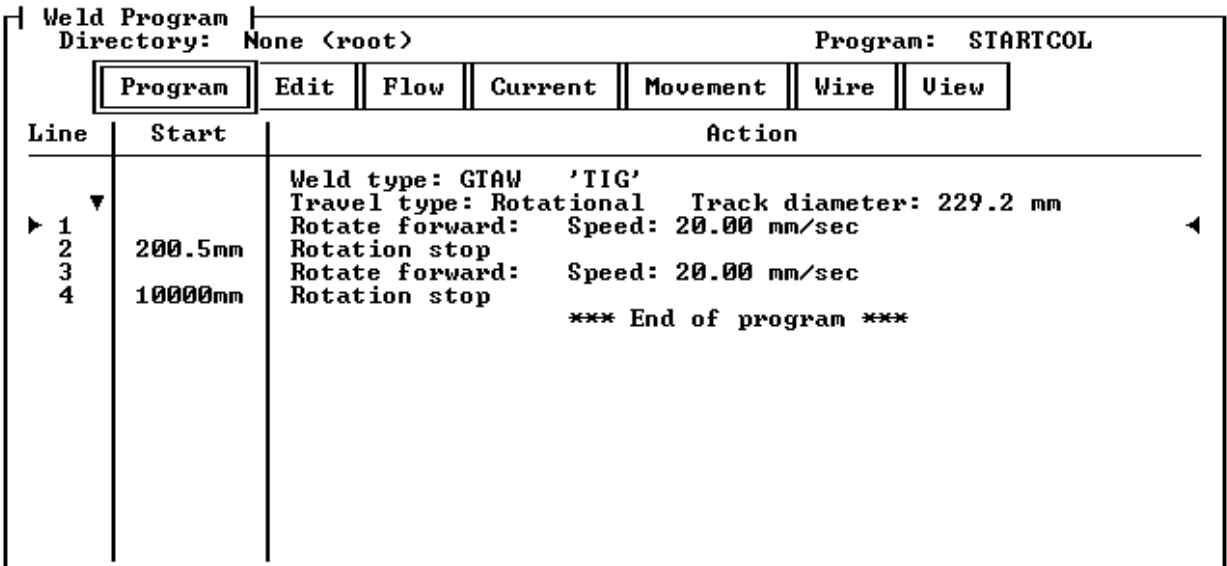 Weld Program
Directory: None (root) Program: STARTCOL
Program Edit Flow Current Movement Wire View
Line Start Action
Weld type: GTAW 'TIG'
Travel type: Rotational Track diameter: 229.2 mm
1 Rotate forward: Speed: 20.00 mm/sec
2 200.5mm Rotation stop
3 Rotate forward: Speed: 20.00 mm/sec
4 10000mm Rotation stop
*** End of program ***